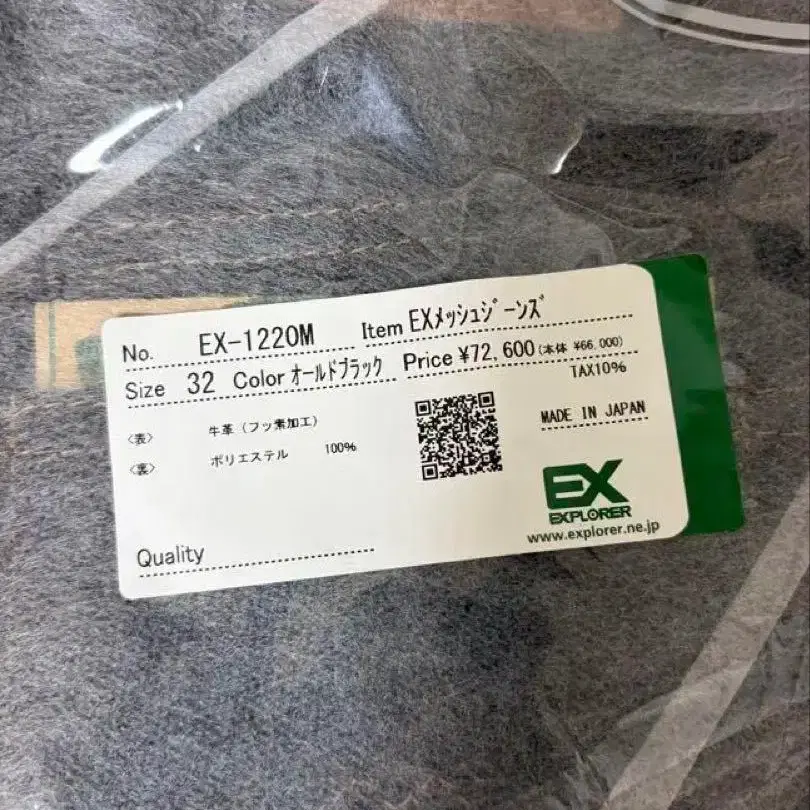 No. EX-1220M Item EXメッシュジーンズ
Size 32 Color オールドブラック Price ¥72,600(本体 ¥66,000)
TAX10%
<表> 牛革(フッ素加工)
<裏> ポリエステル 100%
MADE IN JAPAN
EX
EXPLORER
www.explorer.ne.jp
Quality